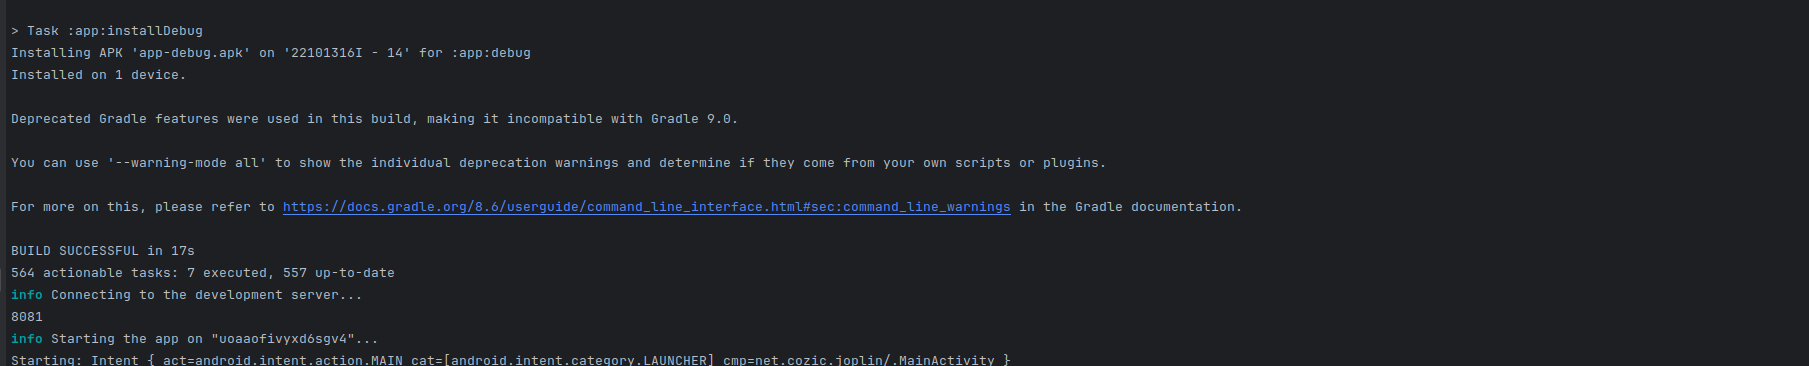 > Task :app:installDebug
Installing APK 'app-debug.apk' on '22101316I - 14' for :app:debug
Installed on 1 device.
Deprecated Gradle features were used in this build, making it incompatible with Gradle 9.0.
You can use '--warning-mode all' to show the individual deprecation warnings and determine if they come from your own scripts or plugins.
For more on this, please refer to https://docs.gradle.org/8.6/userguide/command_line_interface.html#sec:command_line_warnings in the Gradle documentation.
BUILD SUCCESSFUL in 17s
564 actionable tasks: 7 executed, 557 up-to-date
info Connecting to the development server...
8081
info Starting the app on "uoaaofivyxd6sgv4"...
Starting: Intent { act=android.intent.action.MAIN cat=[android.intent.category.LAUNCHER] cmp=net.cozic.joplin/.MainActivity }